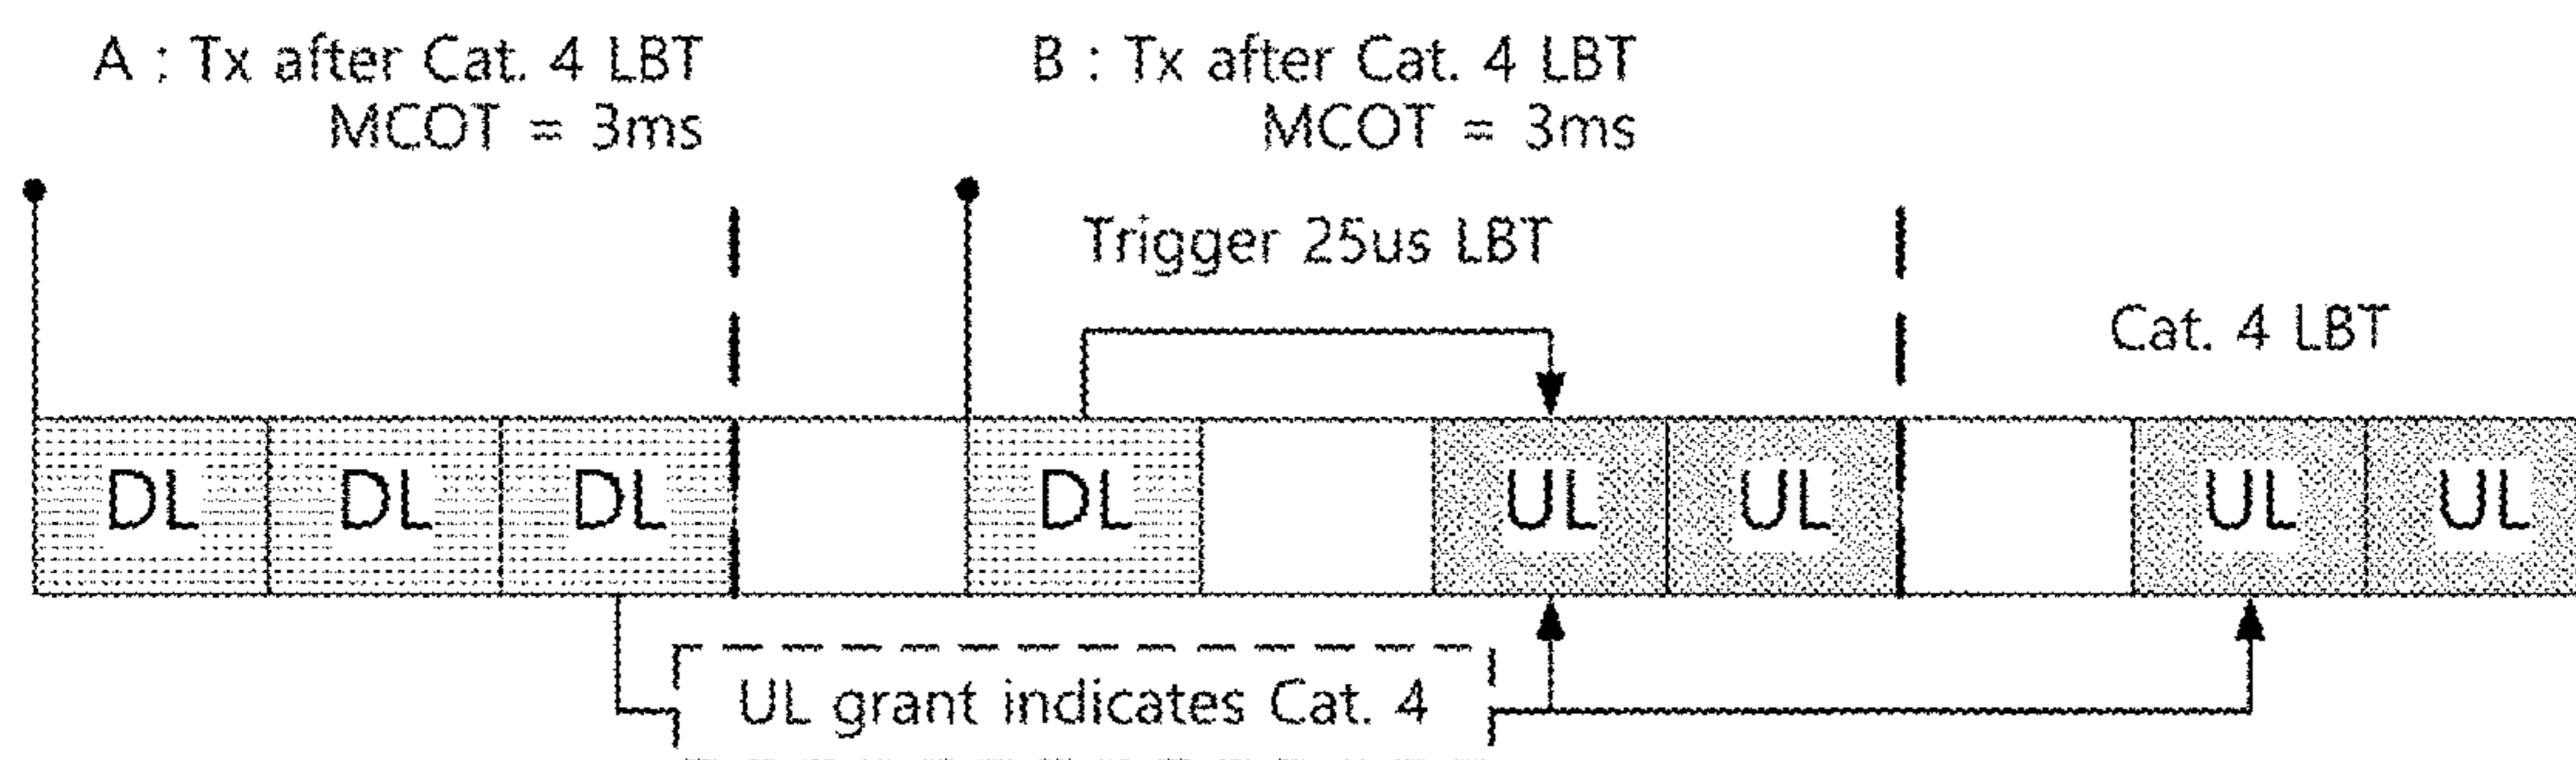 A : Tx after Cat. 4 LBT
MCOT = 3ms
B : Tx after Cat. 4 LBT
MCOT = 3ms
Trigger 25us LBT
Cat. 4 LBT
DL DL DL DL UL UL UL UL
UL grant indicates Cat. 4